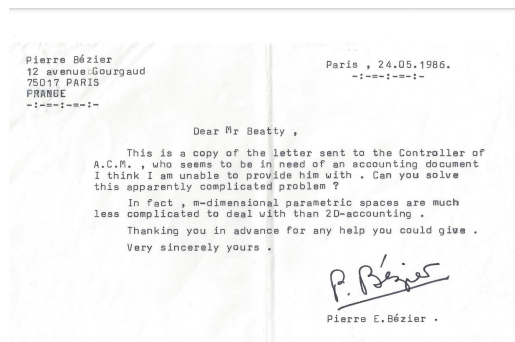 Pierre Bézier
12 avenue Gourgaud
75017 PARIS
FRANCE
-:-=-:-=-:-
Paris , 24.05.1986.
-:-=-:-=-:-
Dear Mr Beatty ,
This is a copy of the letter sent to the Controller of
A.C.M. , who seems to be in need of an accounting document
I think I am unable to provide him with . Can you solve
this apparently complicated problem ?
In fact , m-dimensional parametric spaces are much
less complicated to deal with than 2D-accounting .
Thanking you in advance for any help you could give .
Very sincerely yours .
P. Bézier
Pierre E.Bézier .